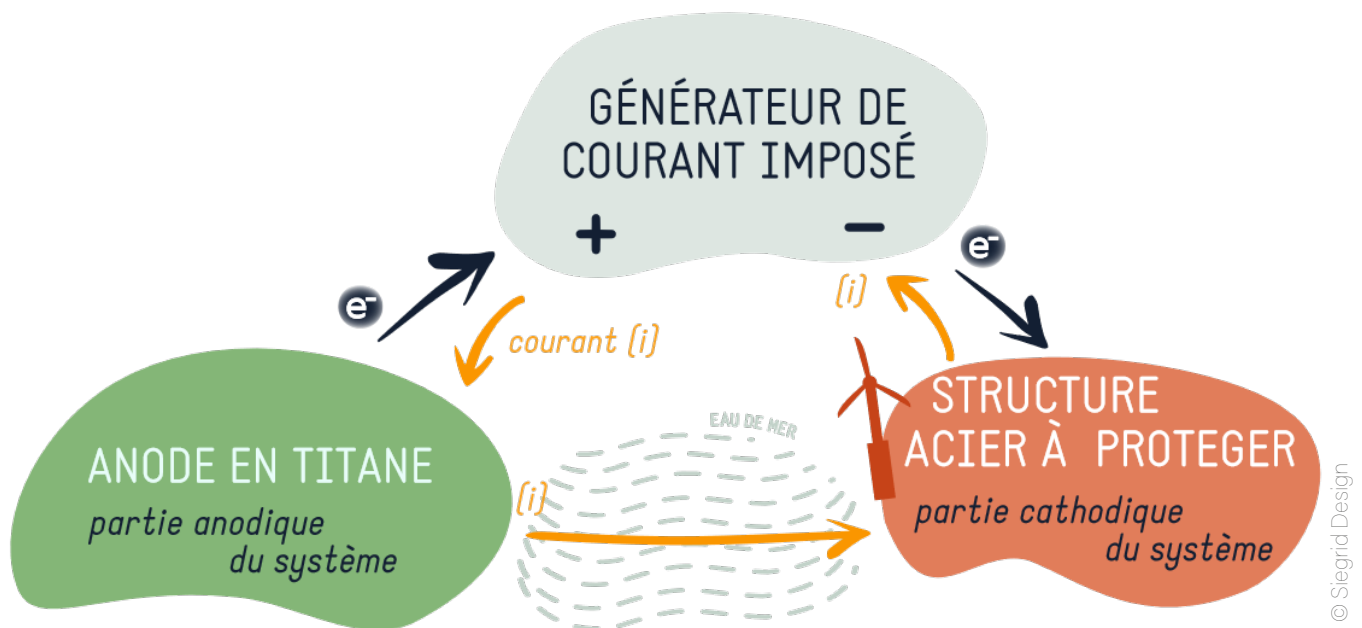 GÉNÉRATEUR DE
COURANT IMPOSÉ
+
−
e-
e-
(i)
courant (i)
STRUCTURE
ACIER À PROTEGER
partie cathodique
du système
EAU DE MER
ANODE EN TITANE
partie anodique
du système
(i)
© Siegrid Design